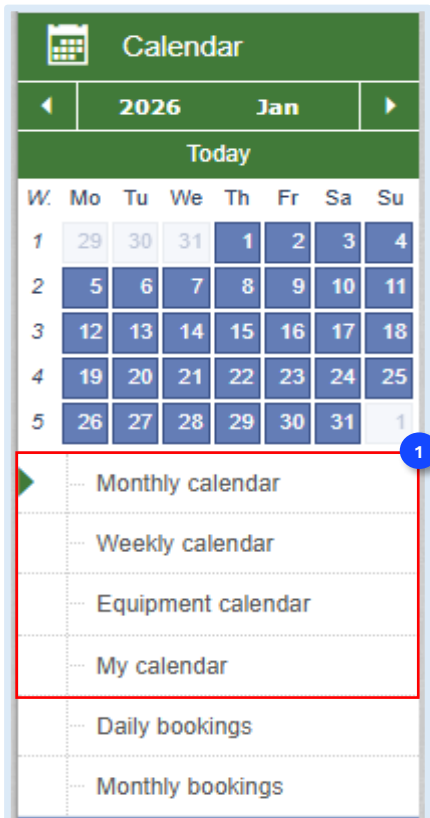 Calendar
2026 Jan
Today
W. Mo Tu We Th Fr Sa Su
1 29 30 31 1 2 3 4
2 5 6 7 8 9 10 11
3 12 13 14 15 16 17 18
4 19 20 21 22 23 24 25
5 26 27 28 29 30 31 1
1
Monthly calendar
Weekly calendar
Equipment calendar
My calendar
Daily bookings
Monthly bookings